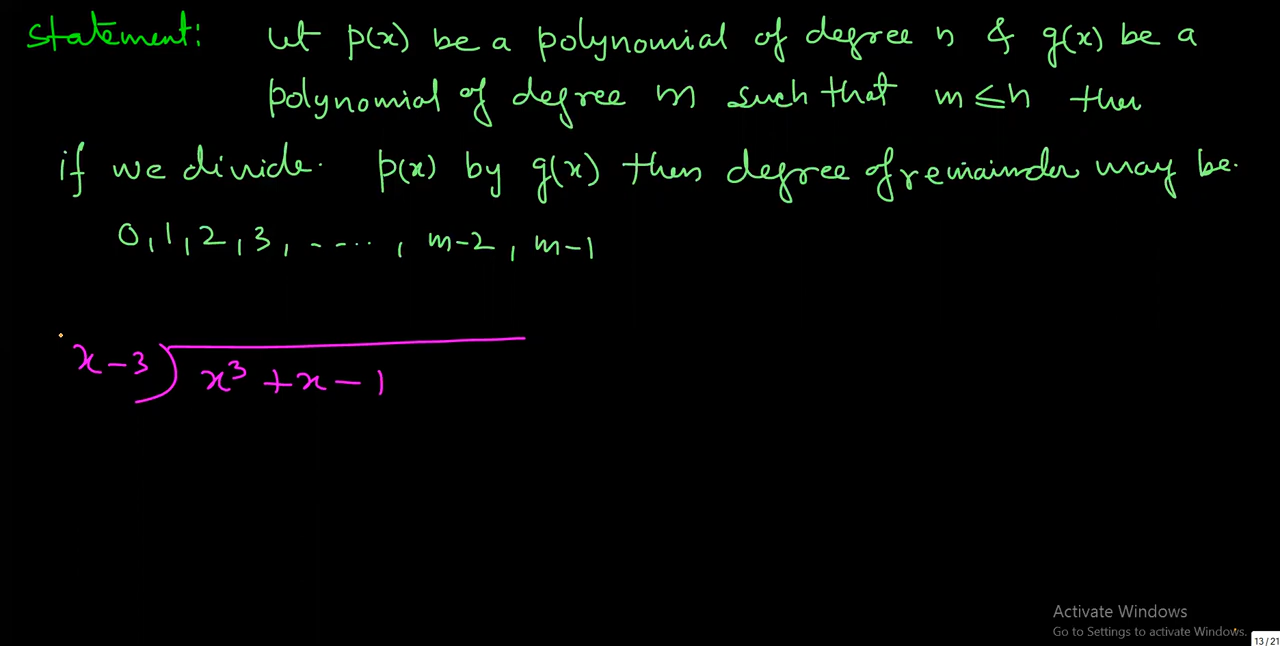 Statement: Let p(x) be a polynomial of degree n & g(x) be a
polynomial of degree m such that m ≤ n then
if we divide. p(x) by g(x) then degree of remainder may be.
0, 1, 2, 3, ----..., m-2, m-1
x-3) x³ + x - 1
Activate Windows
Go to Settings to activate Windows.
13 / 21